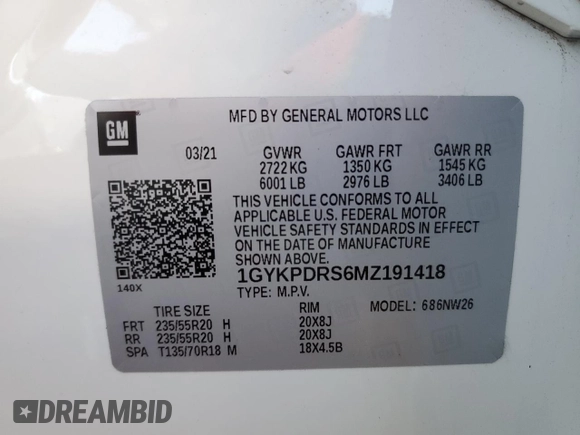 GM
MFD BY GENERAL MOTORS LLC
03/21 GVWR GAWR FRT GAWR RR
2722 KG 1350 KG 1545 KG
6001 LB 2976 LB 3406 LB
THIS VEHICLE CONFORMS TO ALL
APPLICABLE U.S. FEDERAL MOTOR
VEHICLE SAFETY STANDARDS IN EFFECT
ON THE DATE OF MANUFACTURE
SHOWN ABOVE.
140X
1GYKPDRS6MZ191418
TYPE: M.P.V.
TIRE SIZE RIM MODEL: 686NW26
FRT 235/55R20 H 20X8J
RR 235/55R20 H 20X8J
SPA T135/70R18 M 18X4.5B
DREAMBID